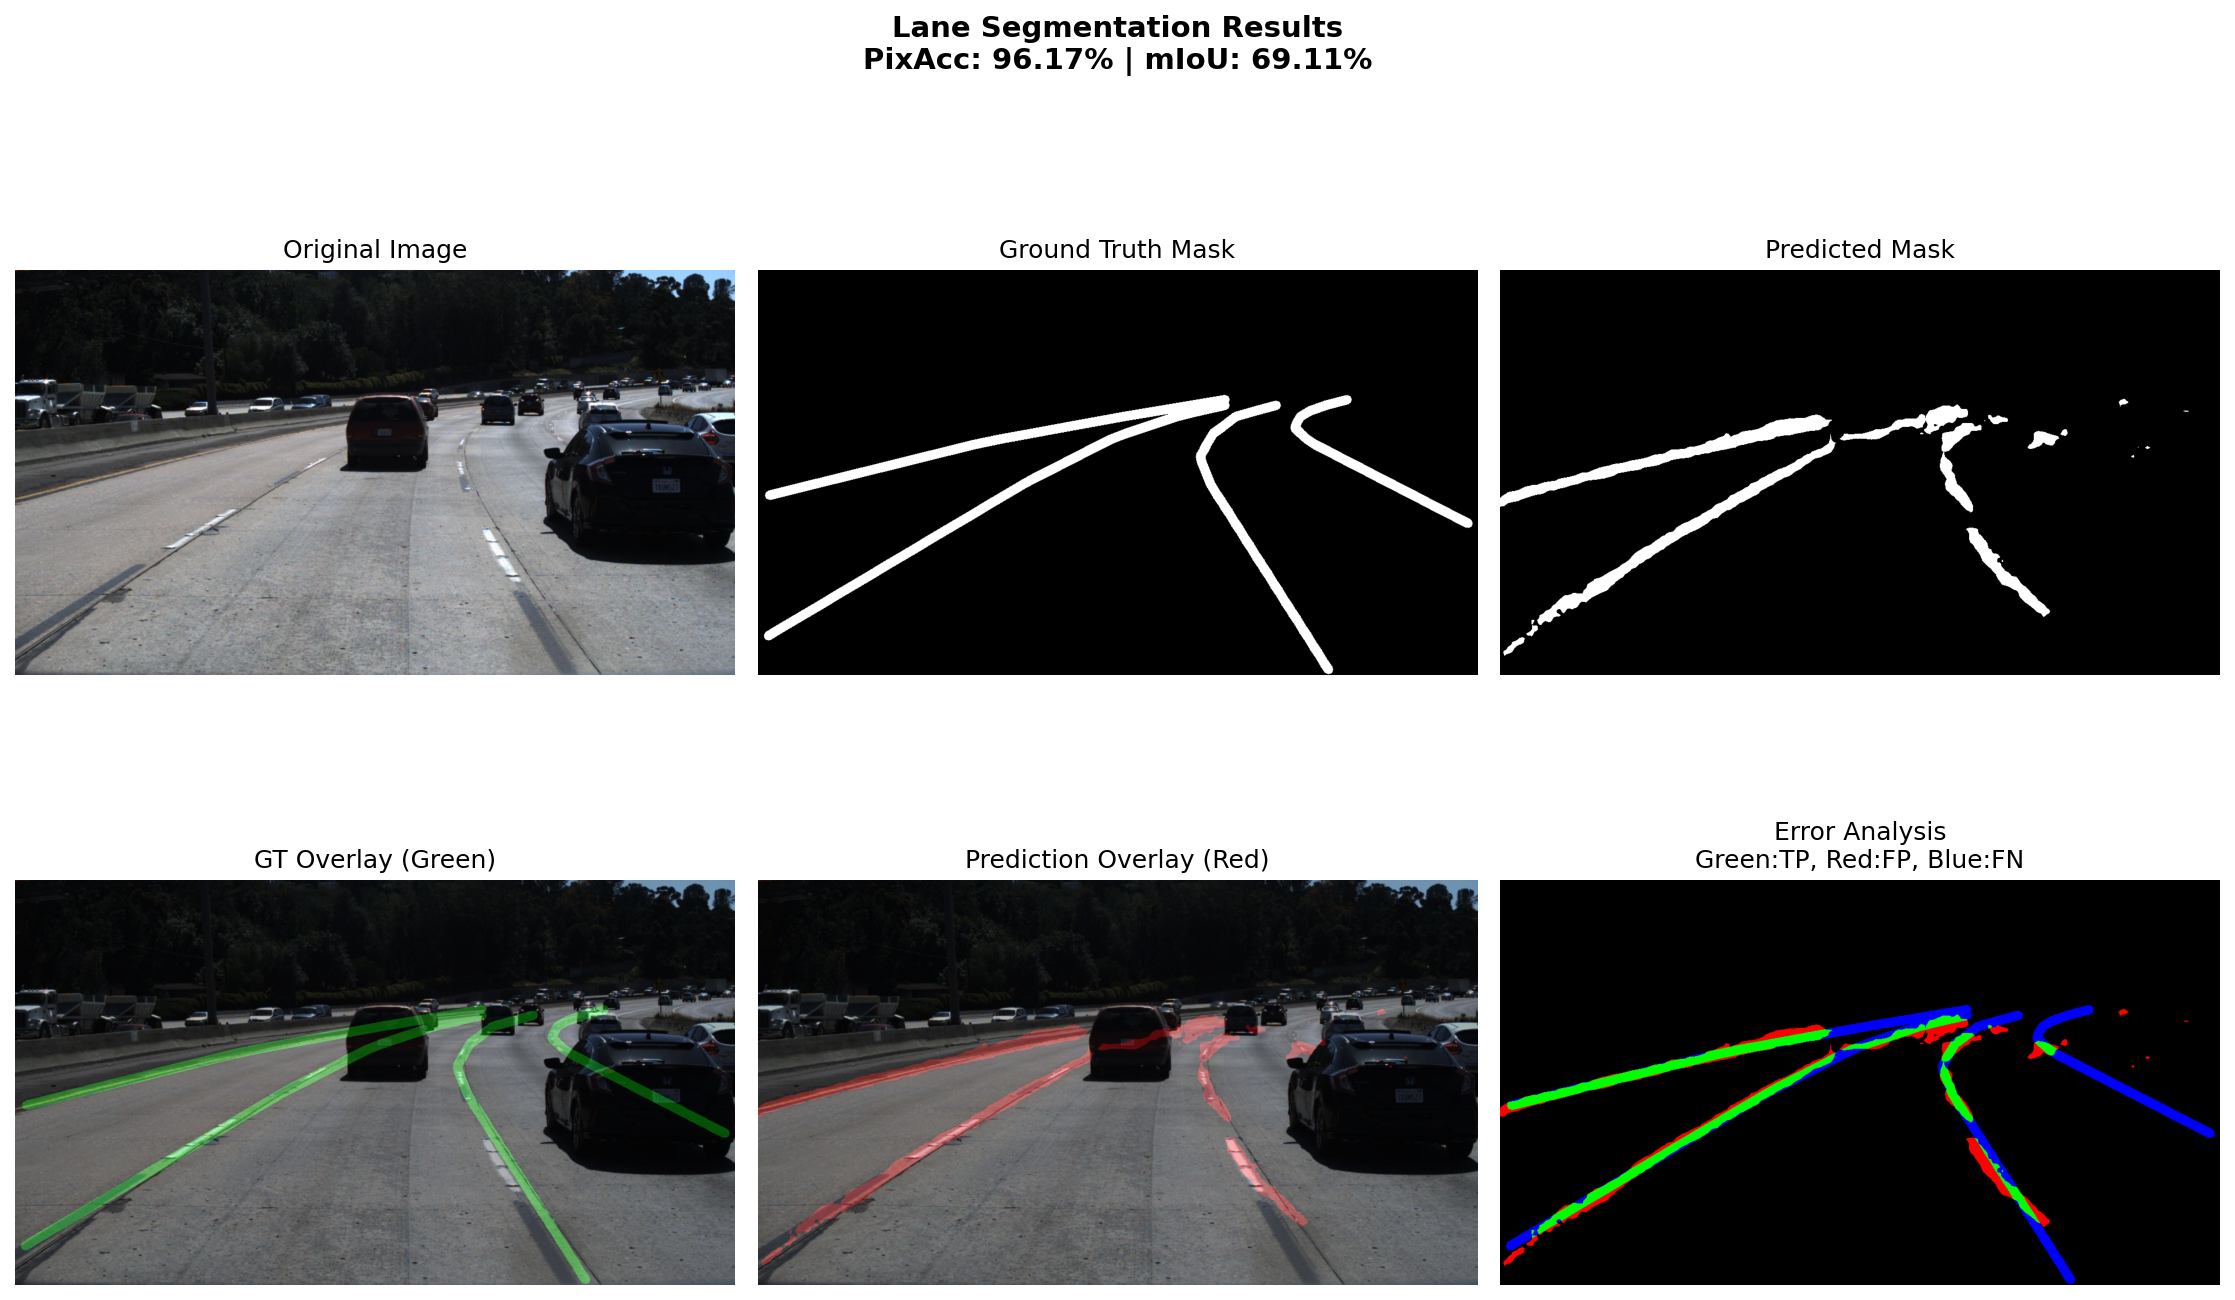 Lane Segmentation Results
PixAcc: 96.17% | mIoU: 69.11%
Original Image
Ground Truth Mask
Predicted Mask
GT Overlay (Green)
Prediction Overlay (Red)
Error Analysis
Green:TP, Red:FP, Blue:FN